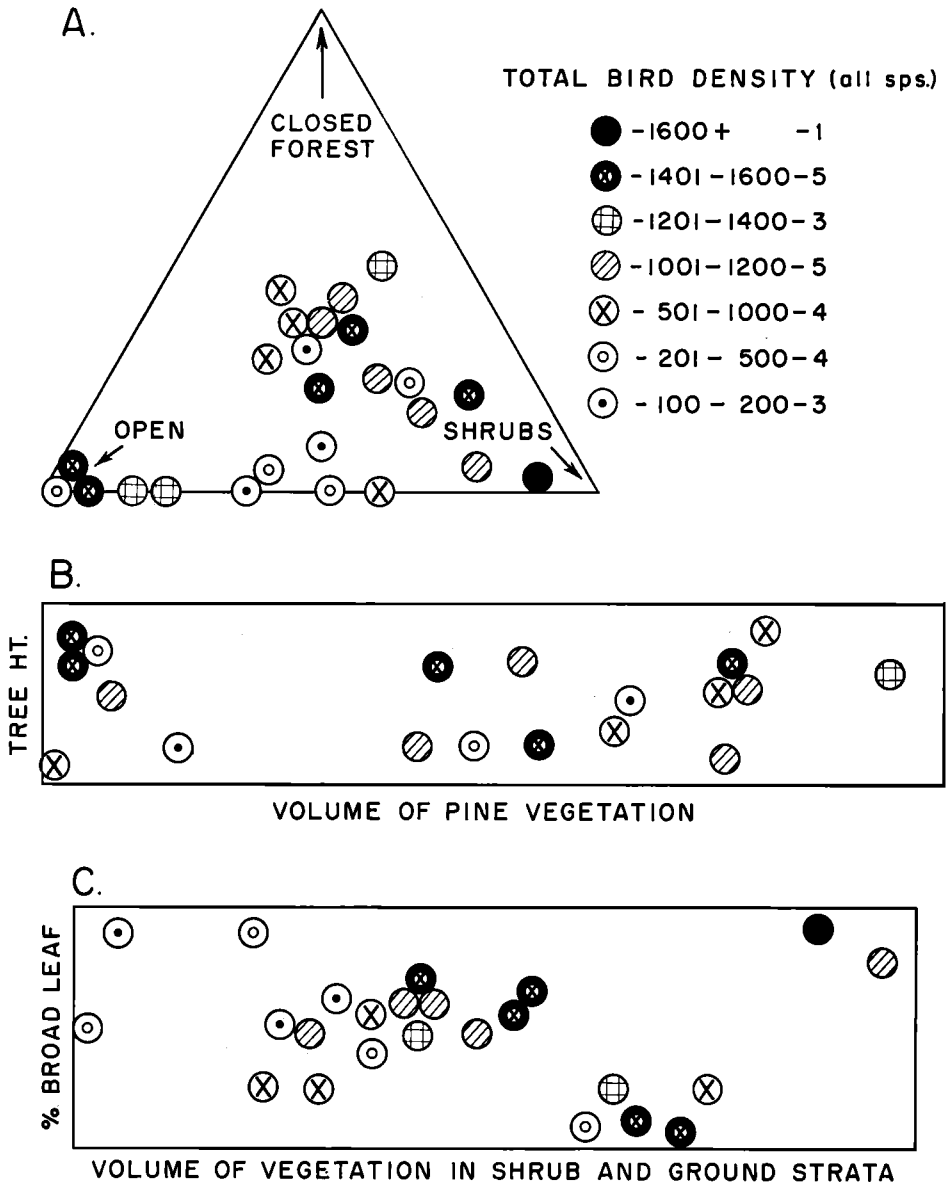 A.
TOTAL BIRD DENSITY (all sps.)
-1600+ -1
-1401-1600-5
-1201-1400-3
-1001-1200-5
- 501-1000-4
- 201- 500-4
-100 - 200-3
CLOSED
FOREST
OPEN
SHRUBS
B.
TREE HT.
VOLUME OF PINE VEGETATION
C.
% BROAD LEAF
VOLUME OF VEGETATION IN SHRUB AND GROUND STRATA